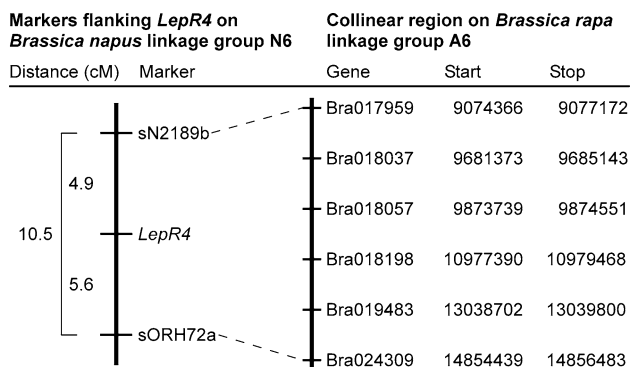 Markers flanking LepR4 on
Brassica napus linkage group N6
Collinear region on Brassica rapa
linkage group A6
Distance (cM) Marker
Gene Start Stop
sN2189b
4.9
LepR4
10.5
5.6
sORH72a
Bra017959 9074366 9077172
Bra018037 9681373 9685143
Bra018057 9873739 9874551
Bra018198 10977390 10979468
Bra019483 13038702 13039800
Bra024309 14854439 14856483